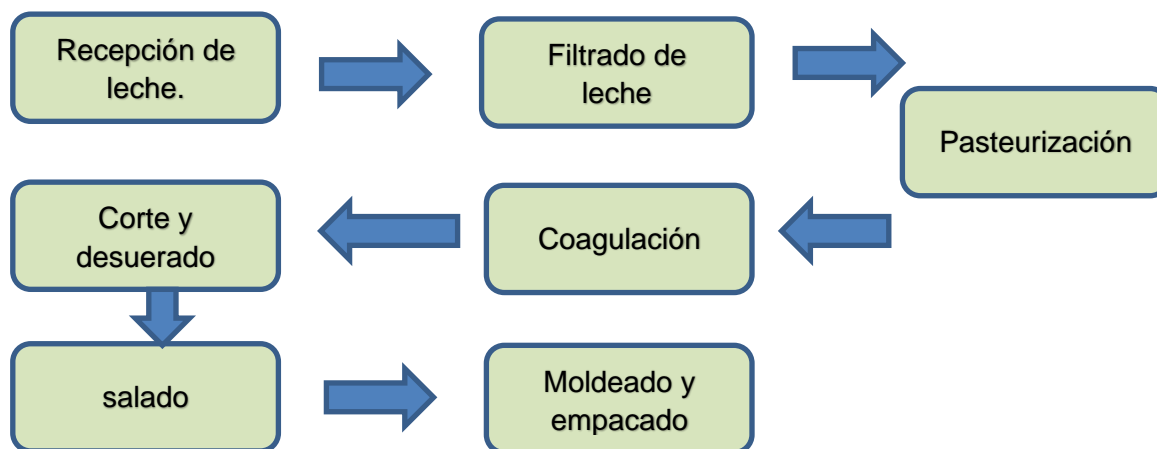 Recepción de
leche.
Filtrado de
leche
Pasteurización
Coagulación
Corte y
desuerado
salado
Moldeado y
empacado